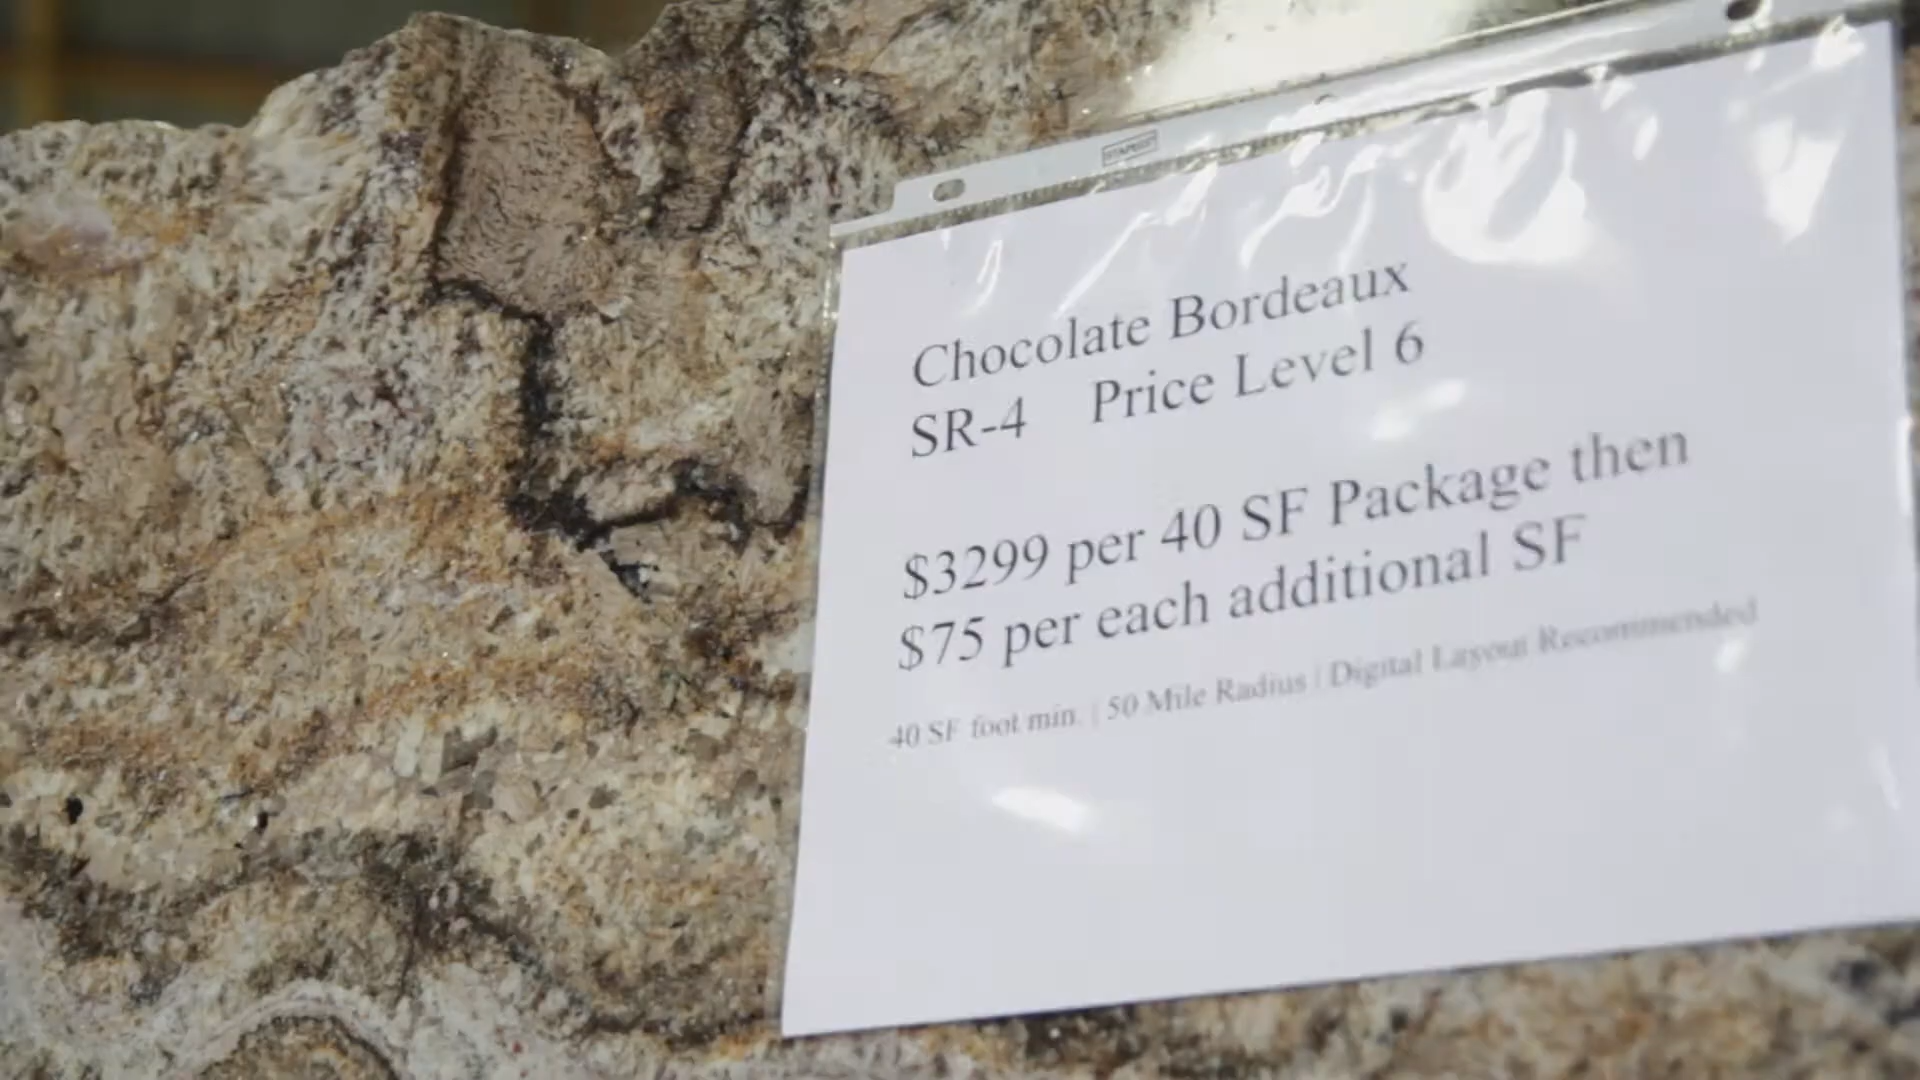 STAPLES
Chocolate Bordeaux
SR-4 Price Level 6
$3299 per 40 SF Package then
$75 per each additional SF
40 SF foot min. | 50 Mile Radius | Digital Layout Recommended